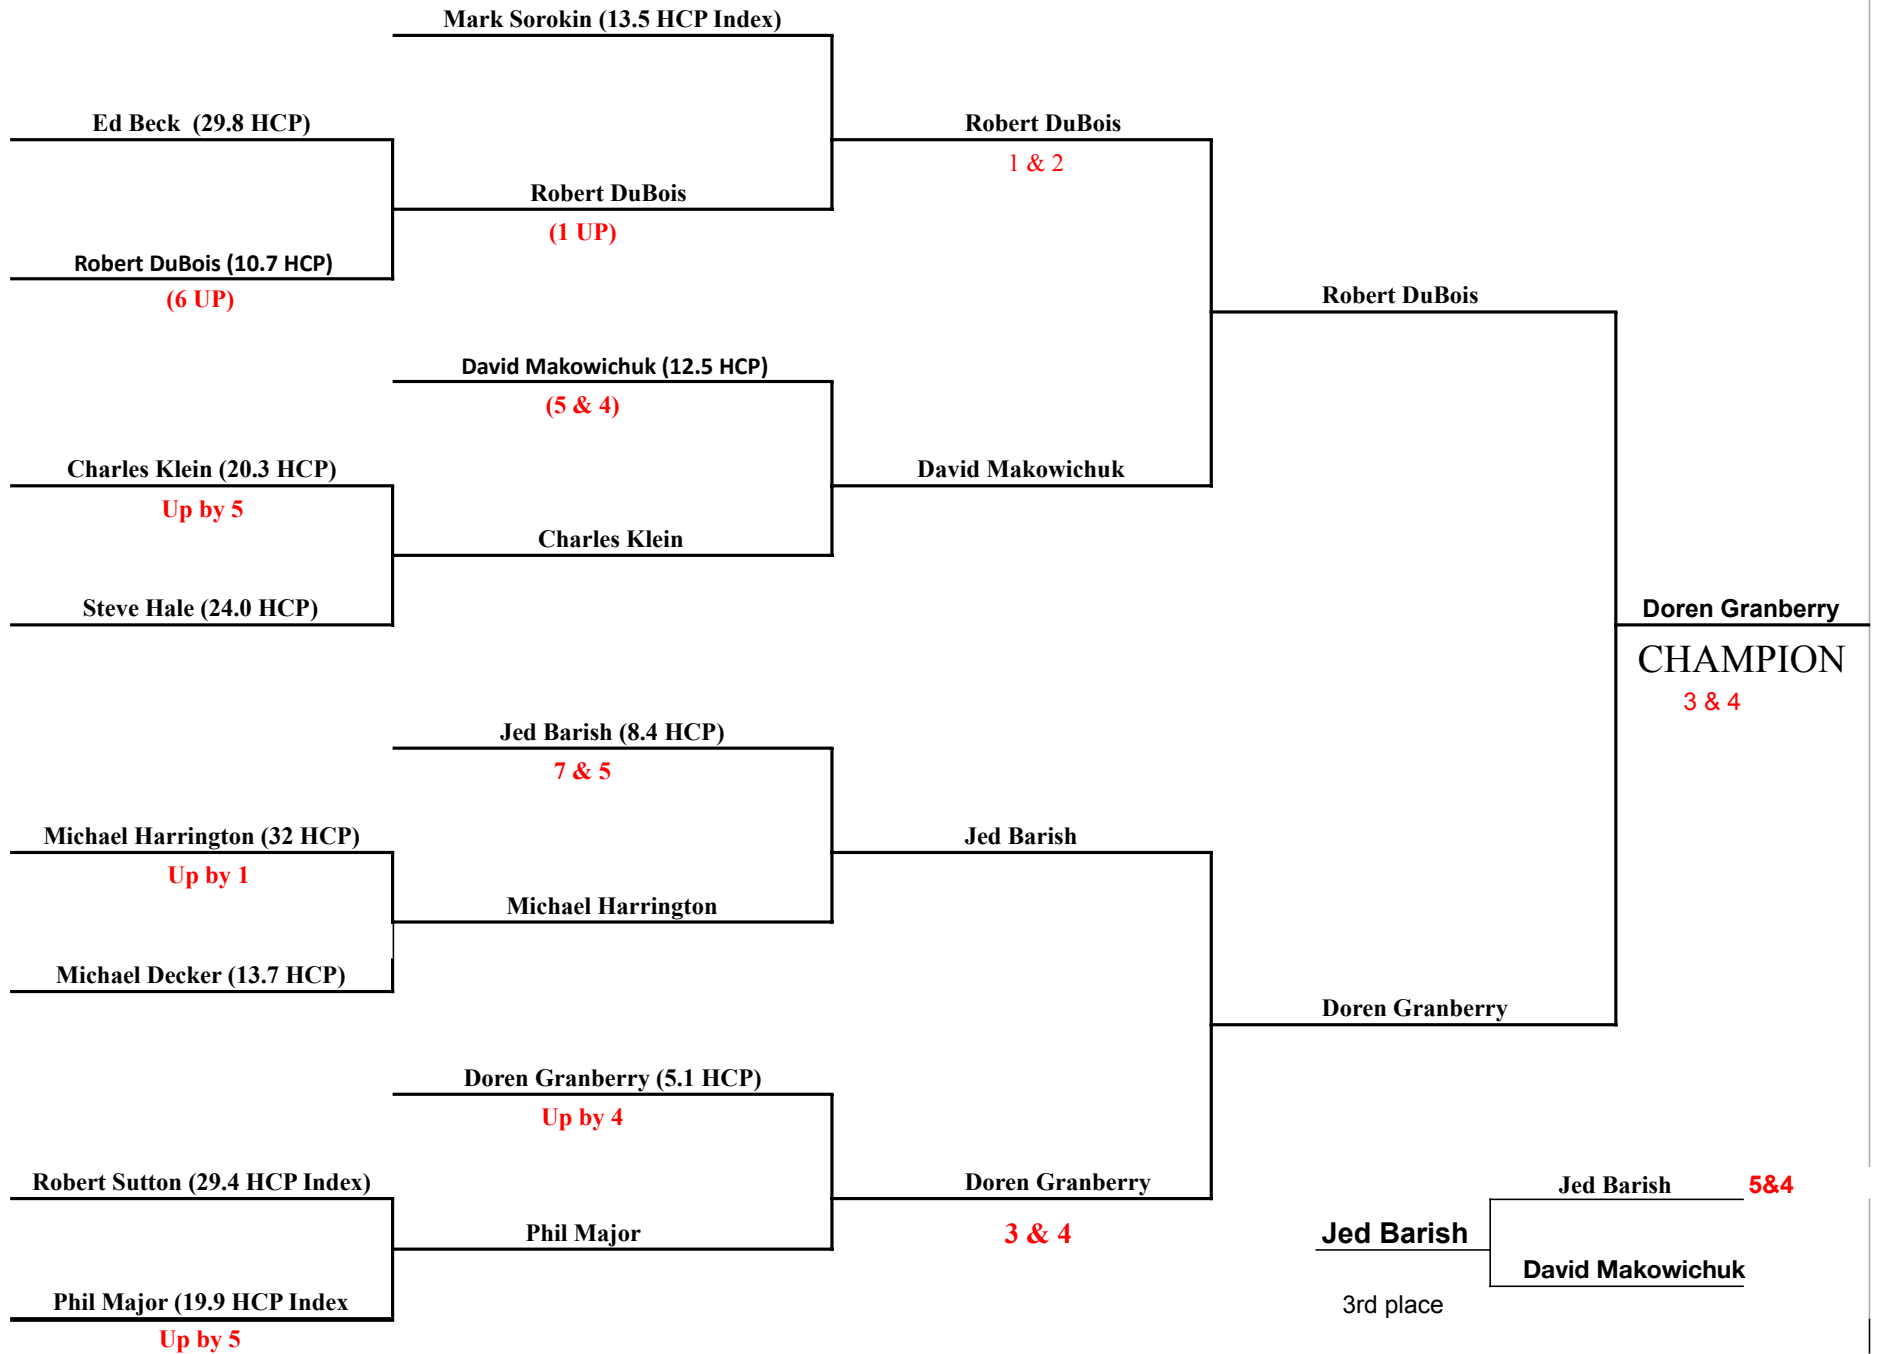 Mark Sorokin (13.5 HCP Index)
Ed Beck  (29.8 HCP)
Robert DuBois
1 & 2
Robert DuBois
(1 UP)
Robert DuBois (10.7 HCP)
(6 UP)
Robert DuBois
David Makowichuk (12.5 HCP)
(5 & 4)
Charles Klein (20.3 HCP)
Up by 5
David Makowichuk
Charles Klein
Steve Hale (24.0 HCP)
Doren Granberry
CHAMPION
3 & 4
Jed Barish (8.4 HCP)
7 & 5
Michael Harrington (32 HCP)
Up by 1
Jed Barish
Michael Harrington
Michael Decker (13.7 HCP)
Doren Granberry
Doren Granberry (5.1 HCP)
Up by 4
Robert Sutton (29.4 HCP Index)
Doren Granberry
3 & 4
Phil Major
Phil Major (19.9 HCP Index
Up by 5
Jed Barish 5&4
Jed Barish
David Makowichuk
3rd place